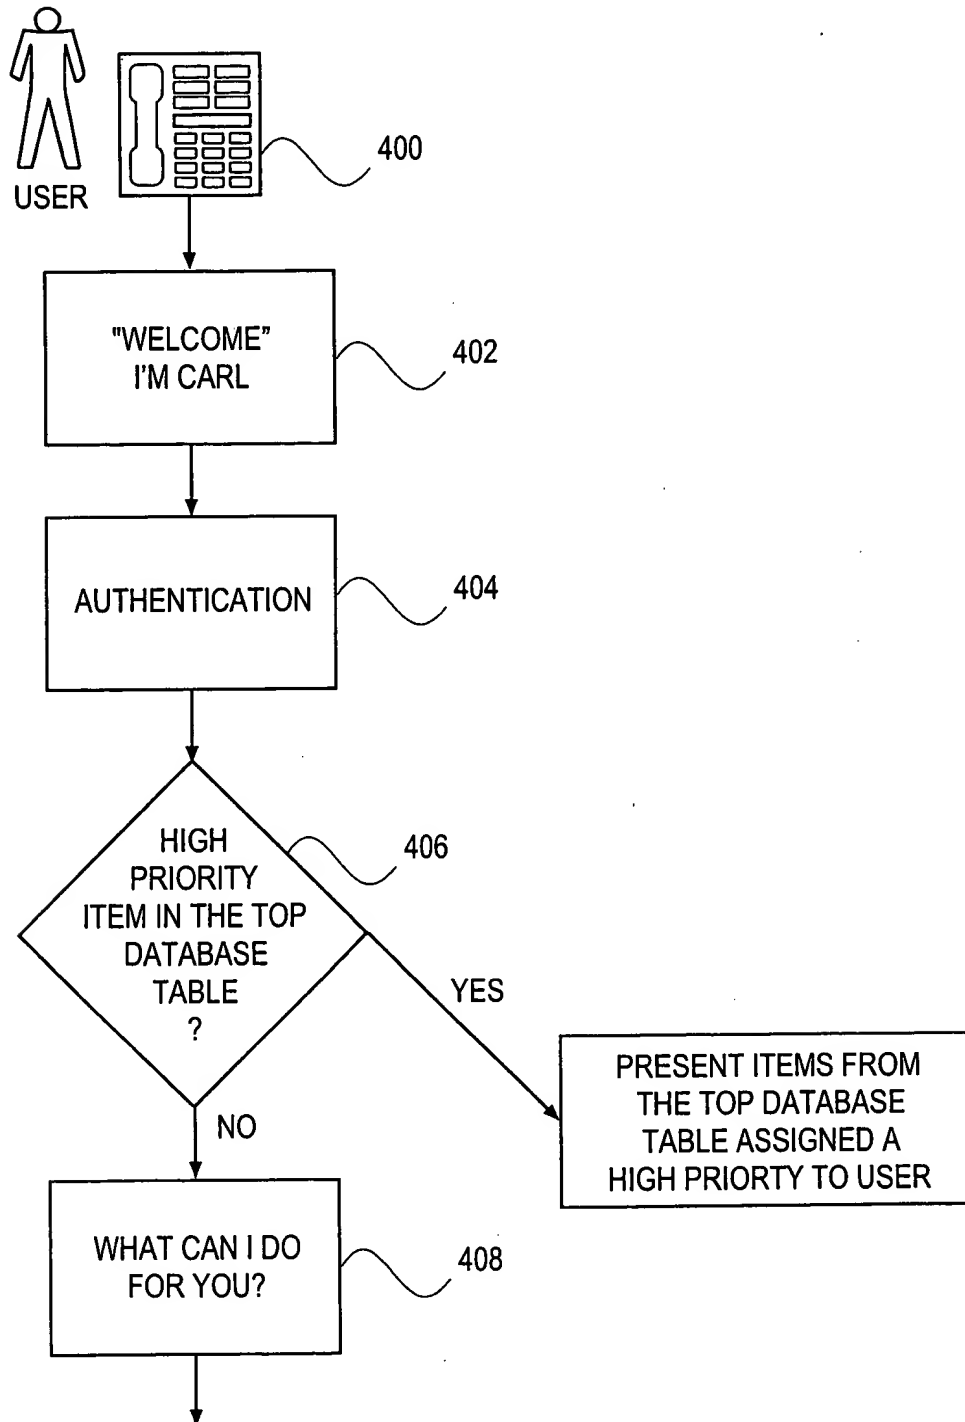 USER
400
"WELCOME”
I'M CARL
402
AUTHENTICATION
404
HIGH
PRIORITY
ITEM IN THE TOP
DATABASE
TABLE
?
406
YES
NO
PRESENT ITEMS FROM
THE TOP DATABASE
TABLE ASSIGNED A
HIGH PRIORTY TO USER
WHAT CAN I DO
FOR YOU?
408